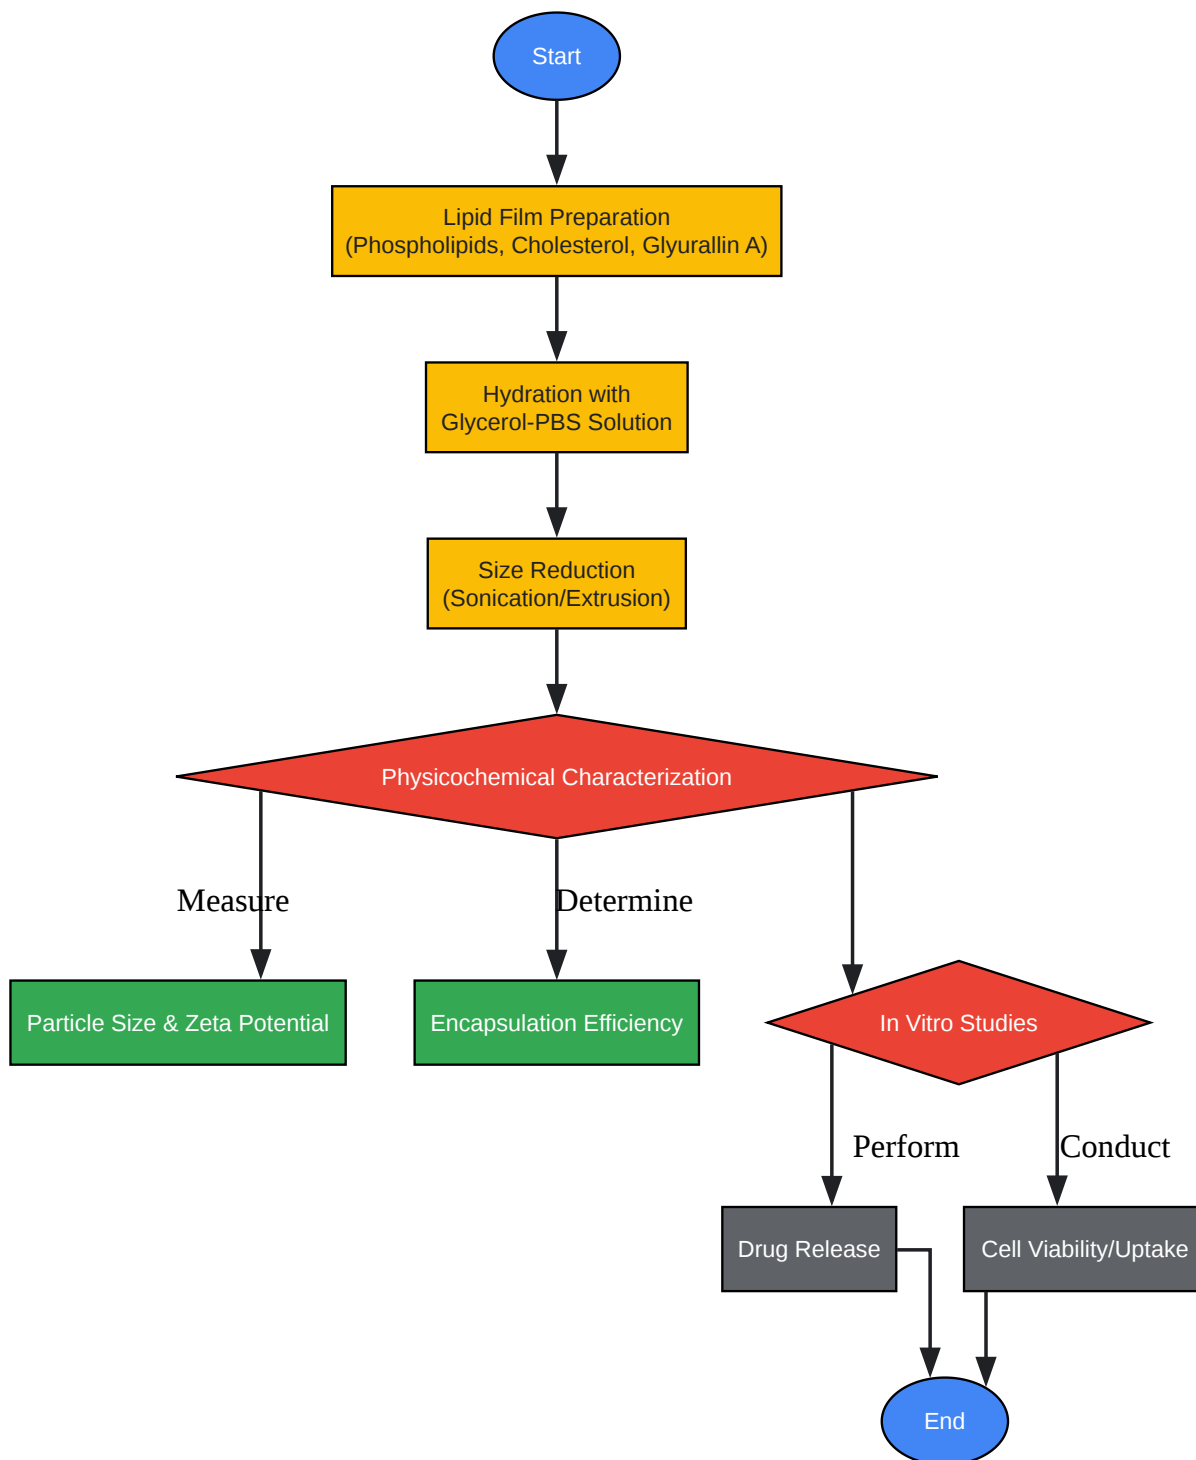 Start
Lipid Film Preparation
(Phospholipids, Cholesterol, Glyurallin A)
Hydration with
Glycerol-PBS Solution
Size Reduction
(Sonication/Extrusion)
Physicochemical Characterization
Measure
Determine
Particle Size & Zeta Potential
Encapsulation Efficiency
In Vitro Studies
Perform
Conduct
Drug Release
Cell Viability/Uptake
End